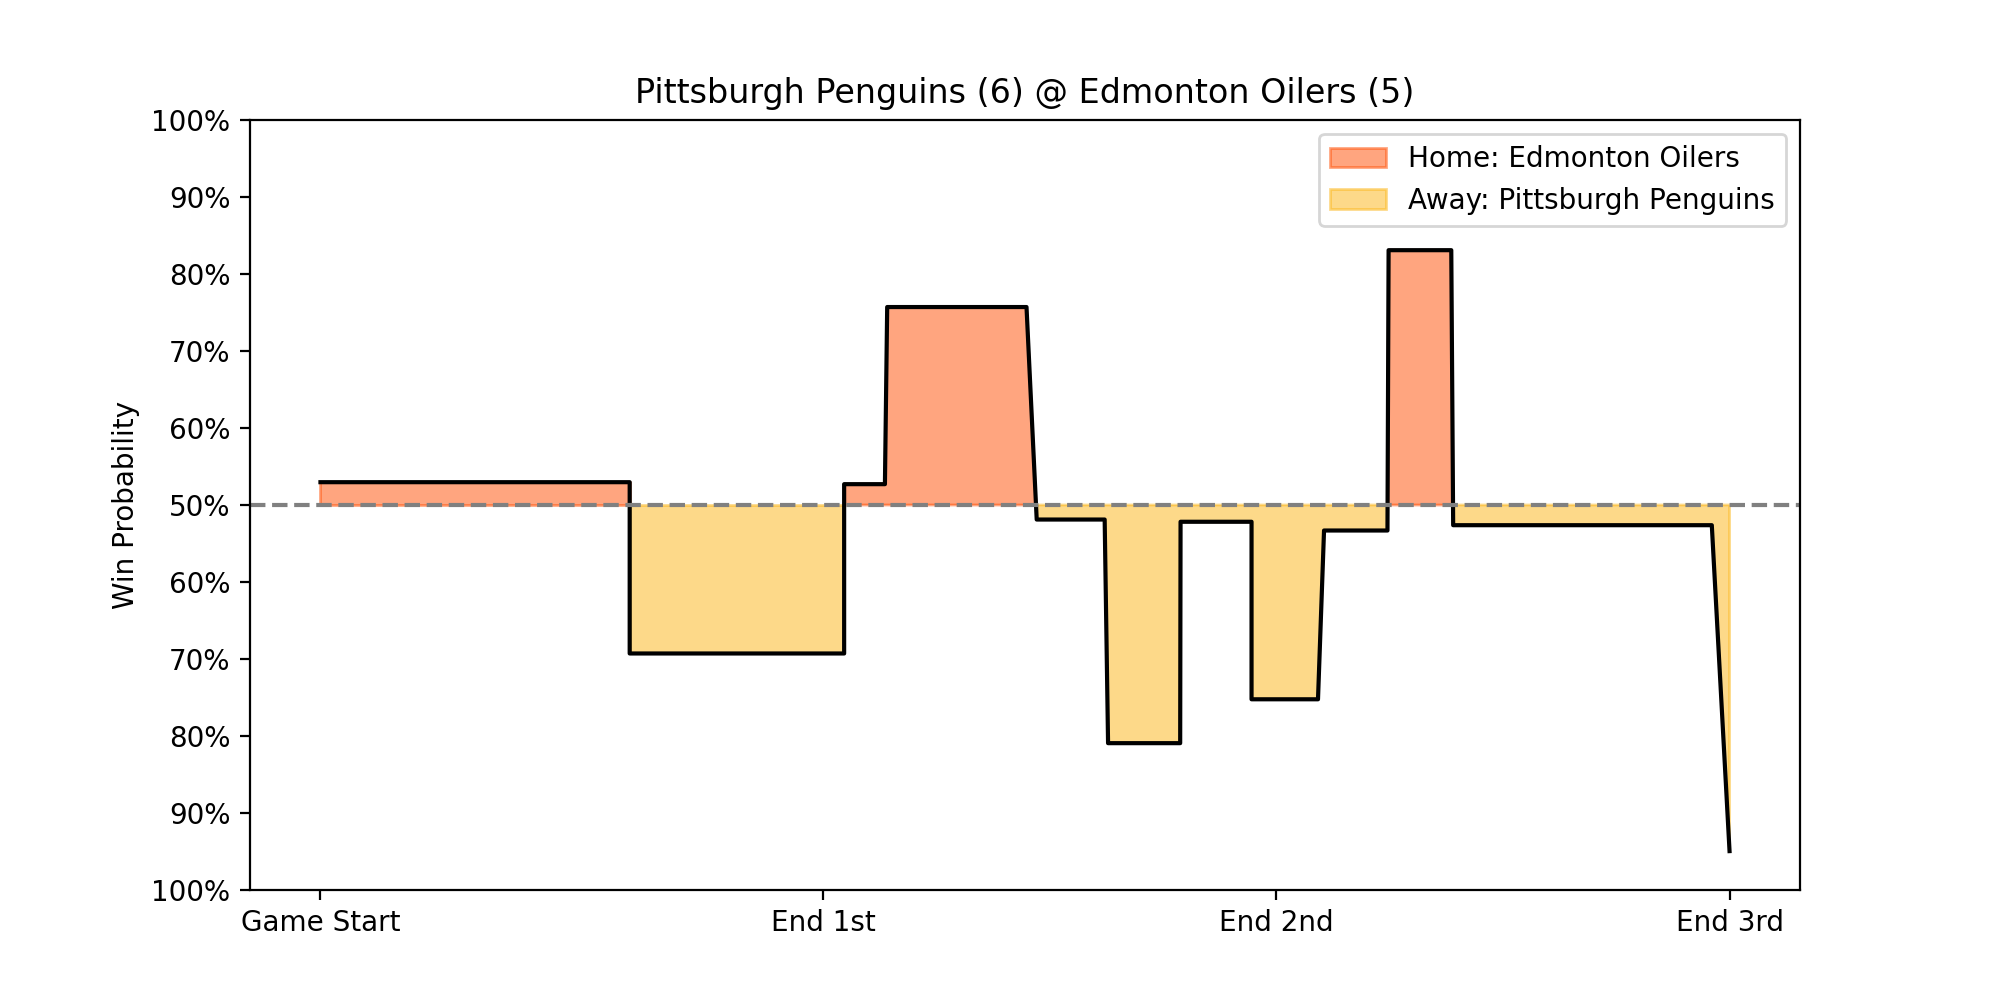 Pittsburgh Penguins (6) @ Edmonton Oilers (5)
Home: Edmonton Oilers
Away: Pittsburgh Penguins
Win Probability
100%
90%
80%
70%
60%
50%
60%
70%
80%
90%
100%
Game Start
End 1st
End 2nd
End 3rd